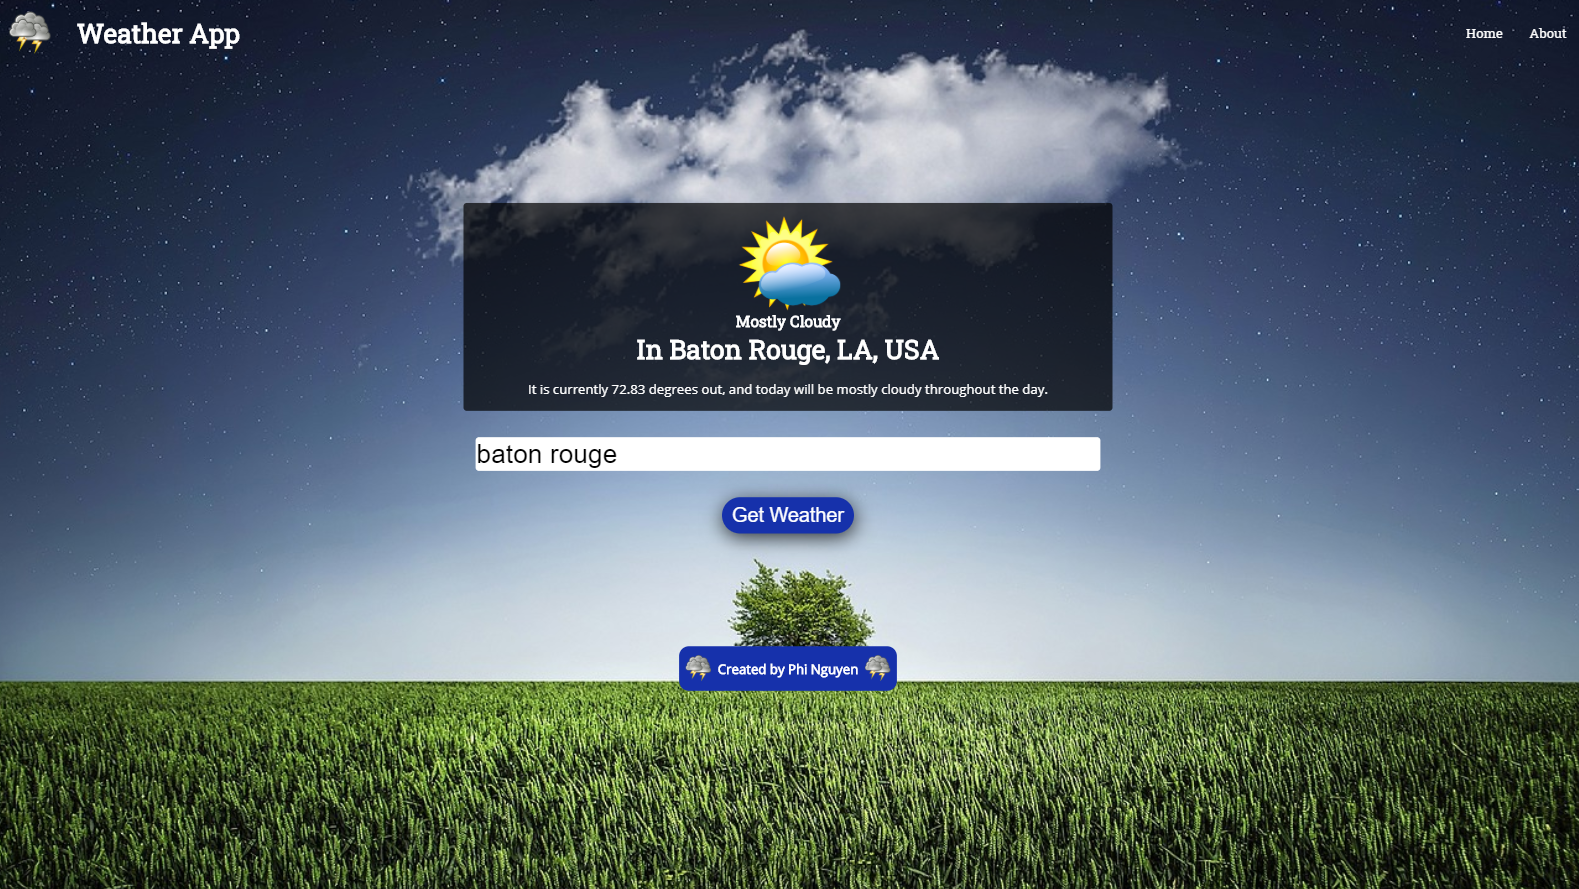 Weather App
Home
About
Mostly Cloudy
In Baton Rouge, LA, USA
It is currently 72.83 degrees out, and today will be mostly cloudy throughout the day.
baton rouge
Get Weather
Created by Phi Nguyen